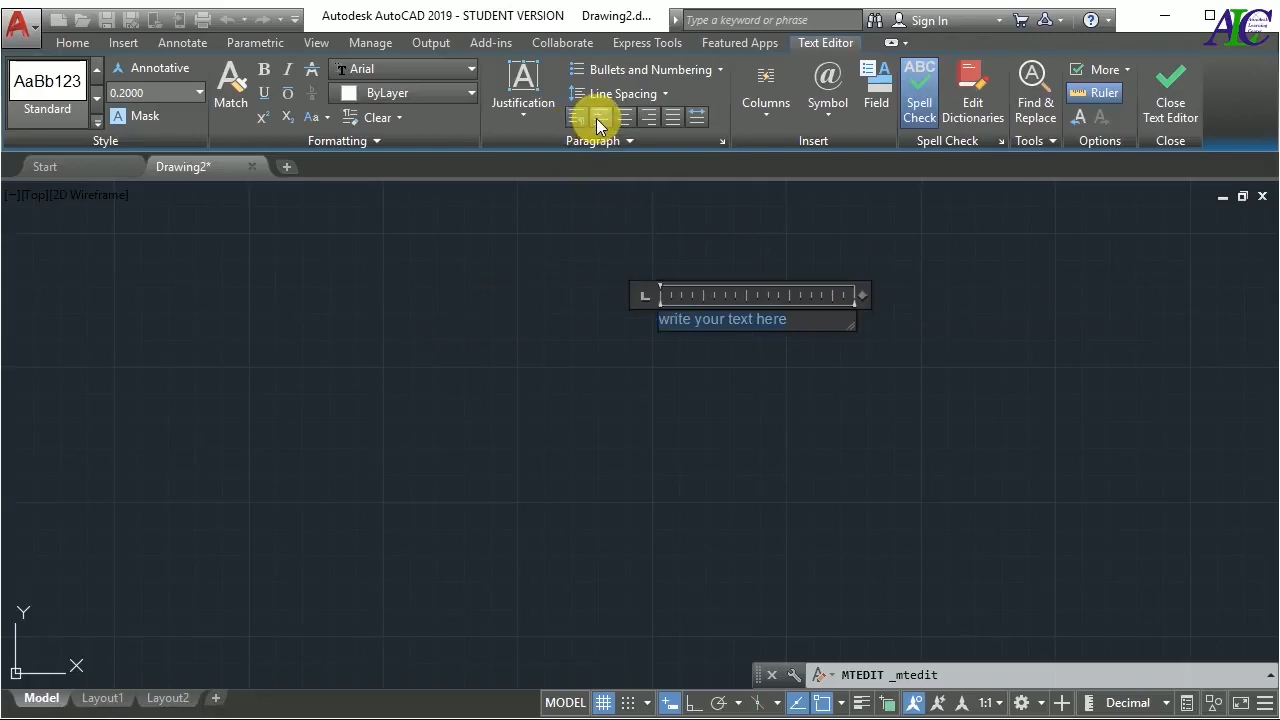 Autodesk AutoCAD 2019 - STUDENT VERSION Drawing2.d... Type a keyword or phrase Sign In
Home Insert Annotate Parametric View Manage Output Add-ins Collaborate Express Tools Featured Apps Text Editor
AaBb123
Standard
Annotative
0.2000
Mask
Style
Match
B I A Arial
U O ByLayer
Aa Clear
Formatting
Justification
Bullets and Numbering
Line Spacing
Paragraph
Columns
Symbol
Field
Insert
ABC
Spell
Check
Edit
Dictionaries
Spell Check
Find &
Replace
Tools
More
Ruler
Options
Close
Text Editor
Close
AIC
Start Drawing2*
[−][Top][2D Wireframe]
write your text here
Y
X
MTEDIT _mtedit
Model Layout1 Layout2
MODEL 1:1 Decimal